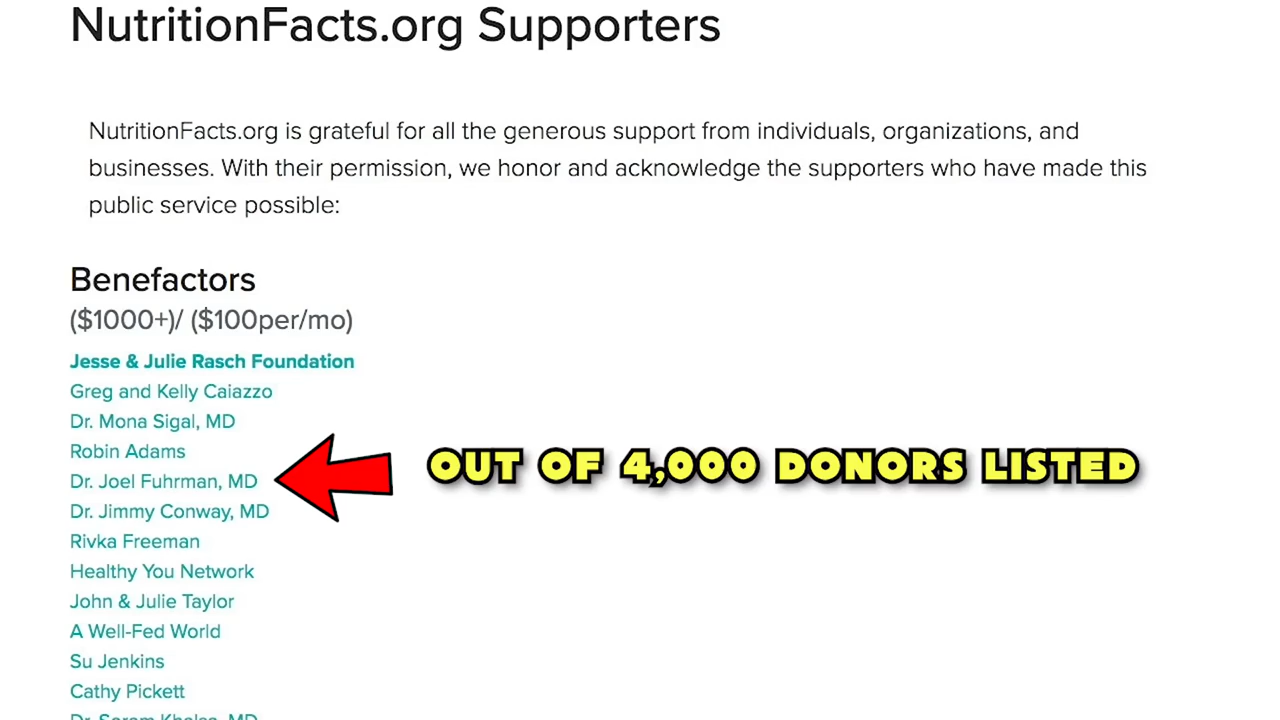 NutritionFacts.org Supporters
NutritionFacts.org is grateful for all the generous support from individuals, organizations, and
businesses. With their permission, we honor and acknowledge the supporters who have made this
public service possible:
Benefactors
($1000+)/ ($100per/mo)
Jesse & Julie Rasch Foundation
Greg and Kelly Caiazzo
Dr. Mona Sigal, MD
Robin Adams
Dr. Joel Fuhrman, MD
OUT OF 4,000 DONORS LISTED
Dr. Jimmy Conway, MD
Rivka Freeman
Healthy You Network
John & Julie Taylor
A Well-Fed World
Su Jenkins
Cathy Pickett